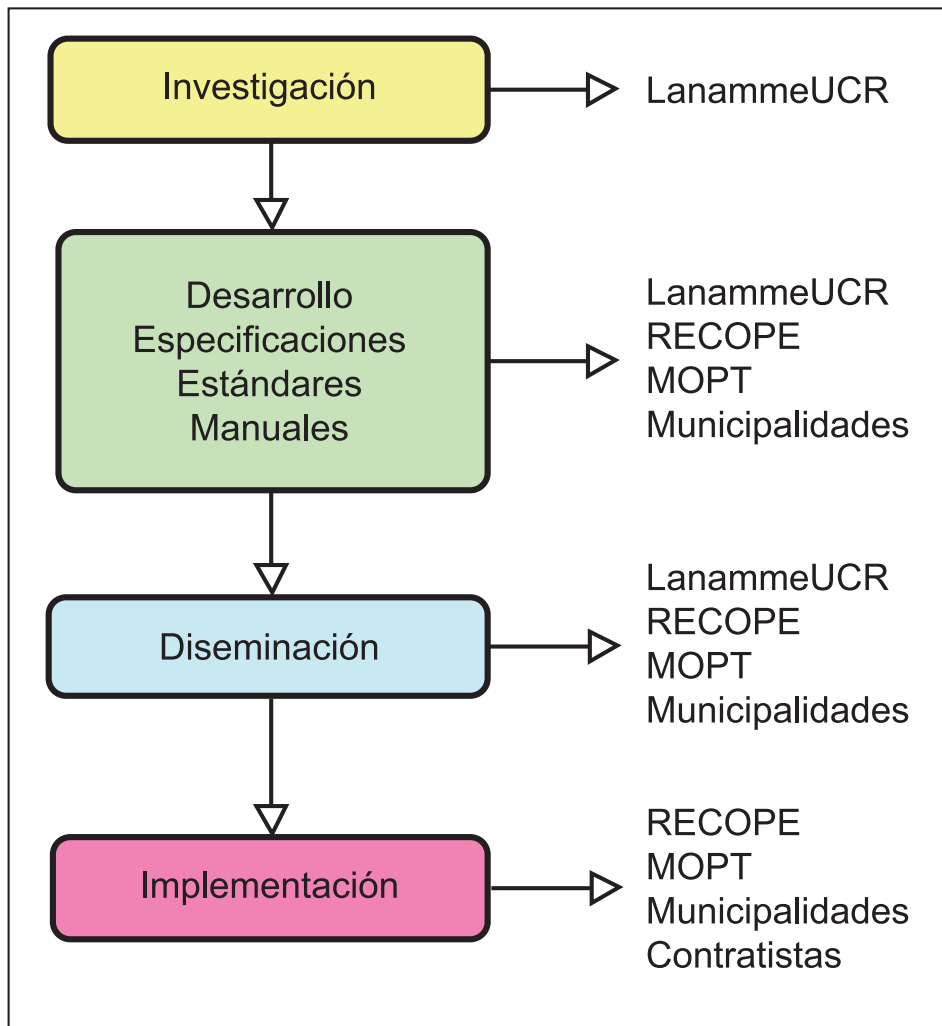 Investigación
LanammeUCR
Desarrollo
Especificaciones
Estándares
Manuales
LanammeUCR
RECOPE
MOPT
Municipalidades
Diseminación
LanammeUCR
RECOPE
MOPT
Municipalidades
Implementación
RECOPE
MOPT
Municipalidades
Contratistas